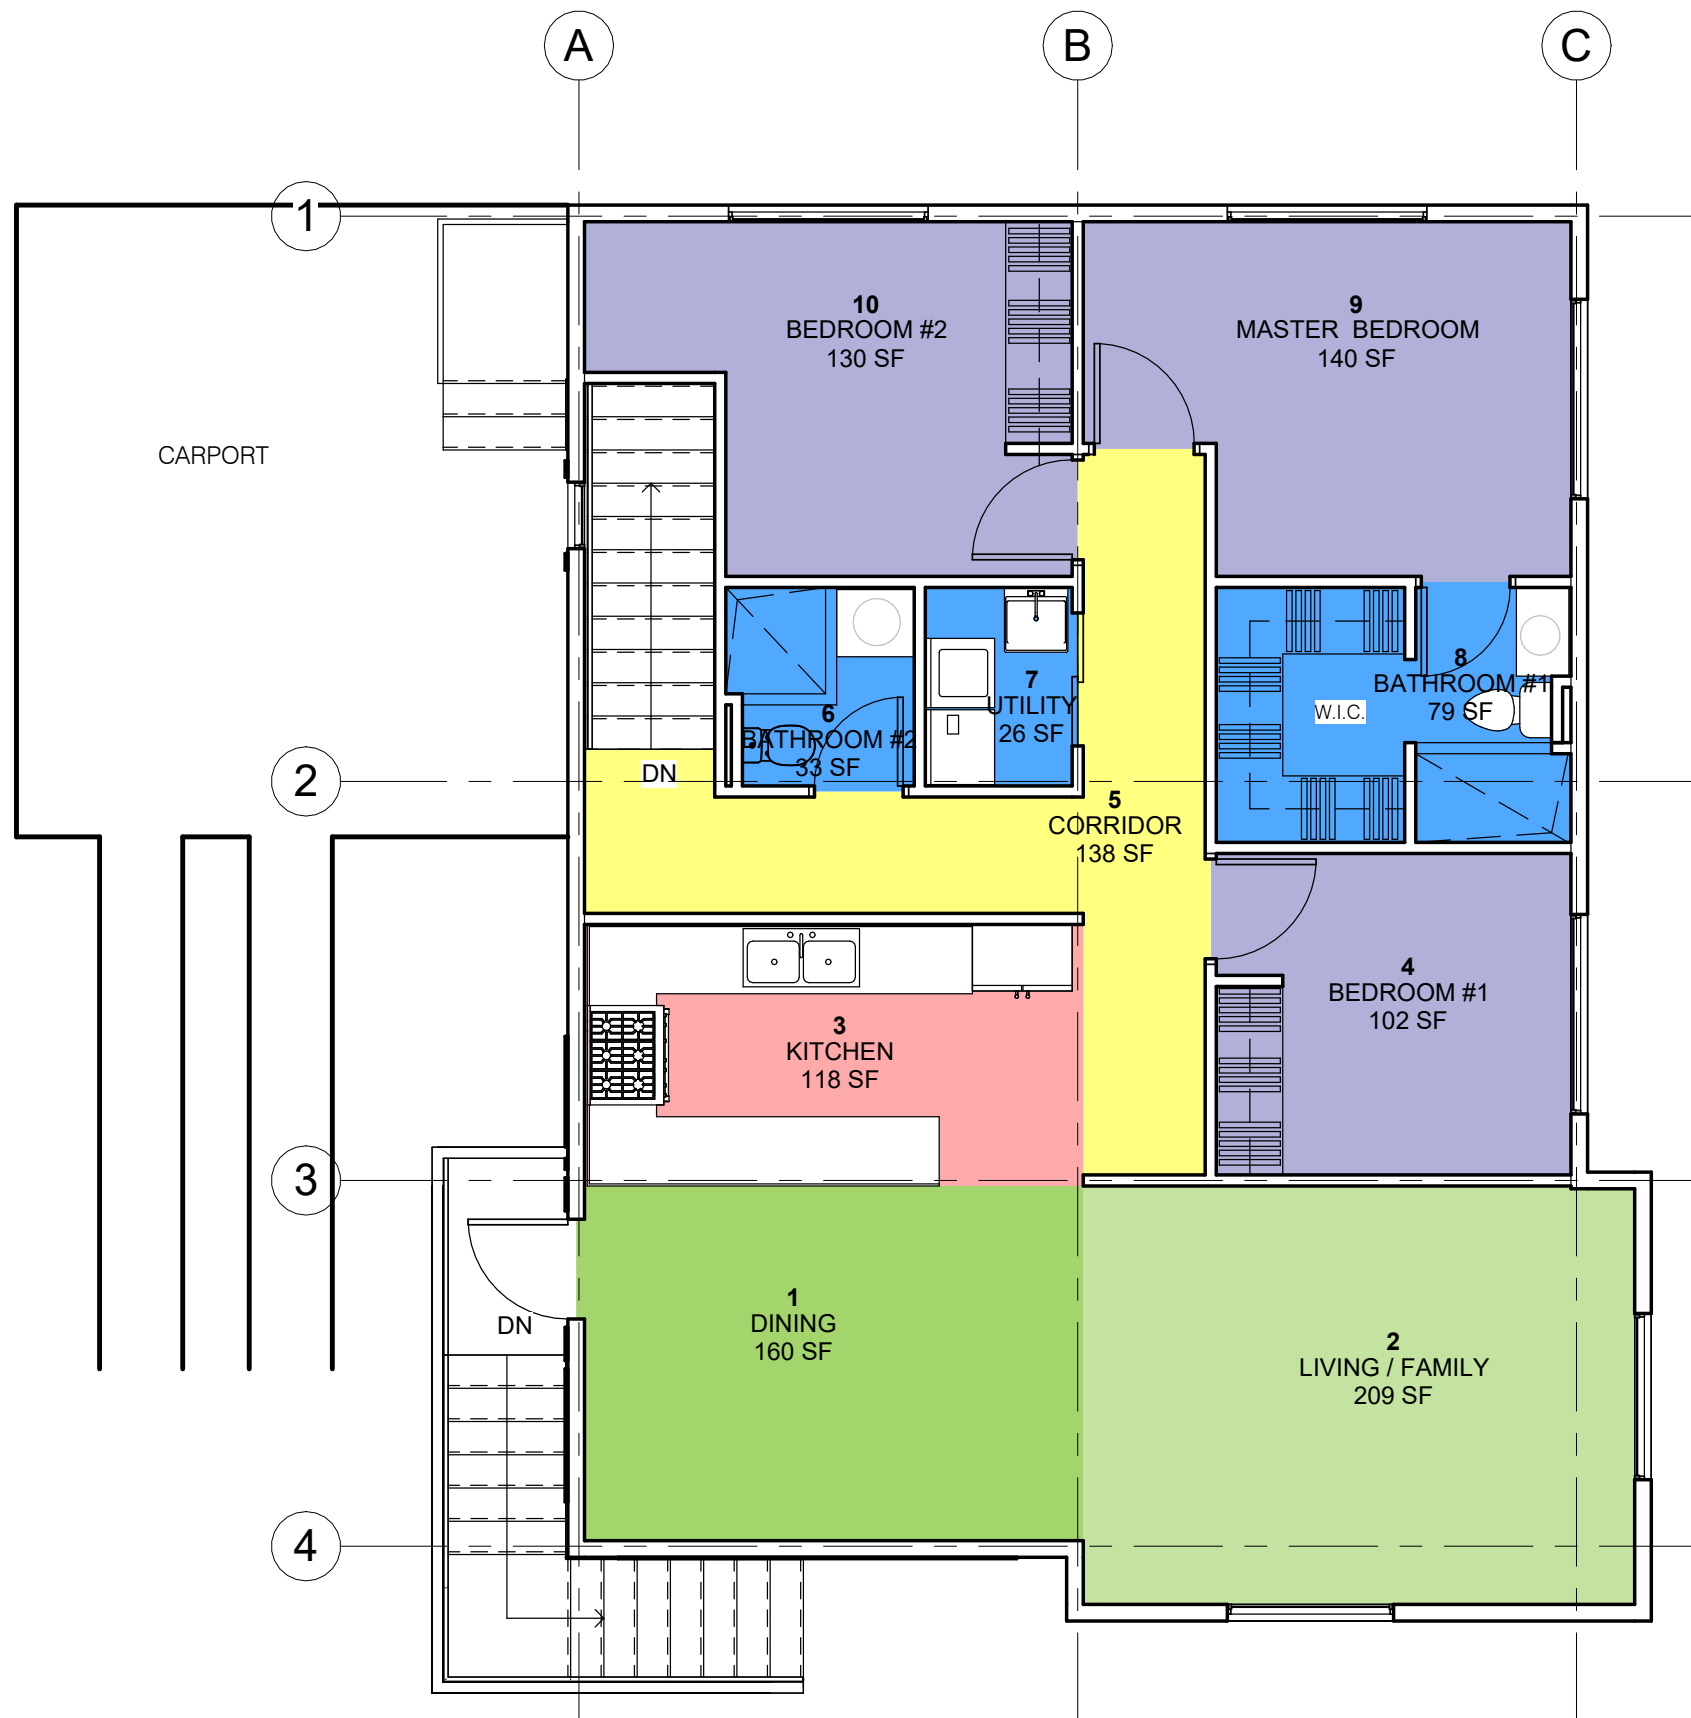 A
B
C
1
10
BEDROOM #2
130 SF
9
MASTER BEDROOM
140 SF
CARPORT
8
BATHROOM #1
79 SF
7
UTILITY
26 SF
6
BATHROOM #2
33 SF
W.I.C.
2
DN
5
CORRIDOR
138 SF
4
BEDROOM #1
102 SF
3
KITCHEN
118 SF
3
1
DINING
160 SF
DN
2
LIVING / FAMILY
209 SF
4